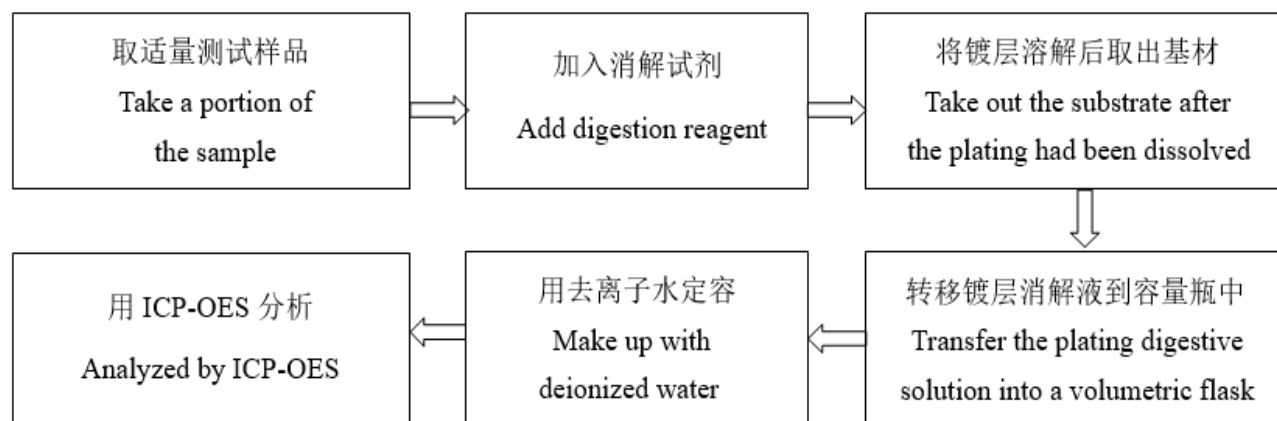 取适量测试样品
Take a portion of
the sample
加入消解试剂
Add digestion reagent
将镀层溶解后取出基材
Take out the substrate after
the plating had been dissolved
转移镀层消解液到容量瓶中
Transfer the plating digestive
solution into a volumetric flask
用去离子水定容
Make up with
deionized water
用 ICP-OES 分析
Analyzed by ICP-OES